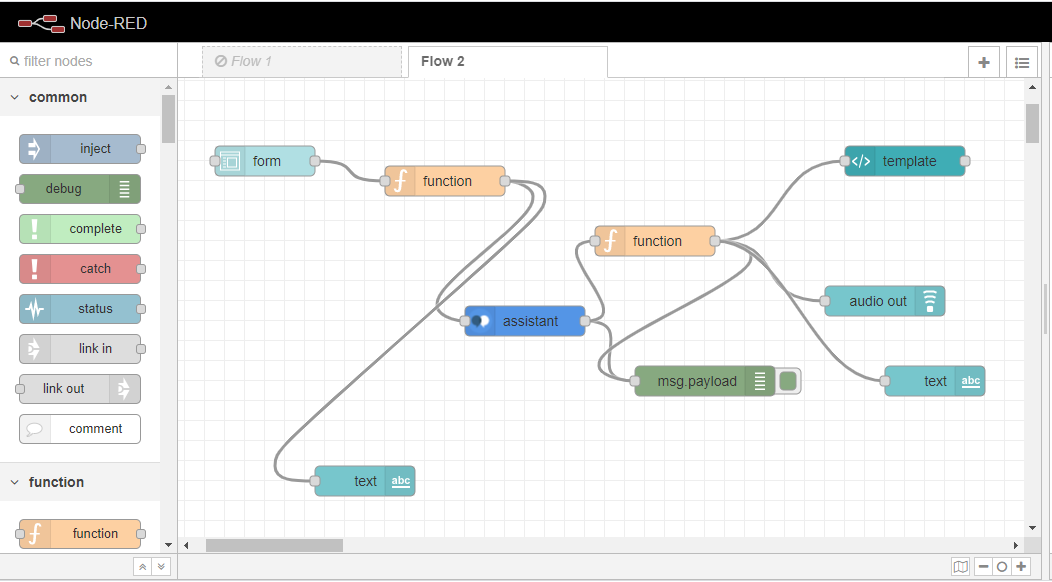 Node-RED
filter nodes
Flow 1
Flow 2
common
inject
debug
complete
catch
status
link in
link out
comment
function
function
form
function
function
assistant
msg.payload
template
audio out
text abc
text abc